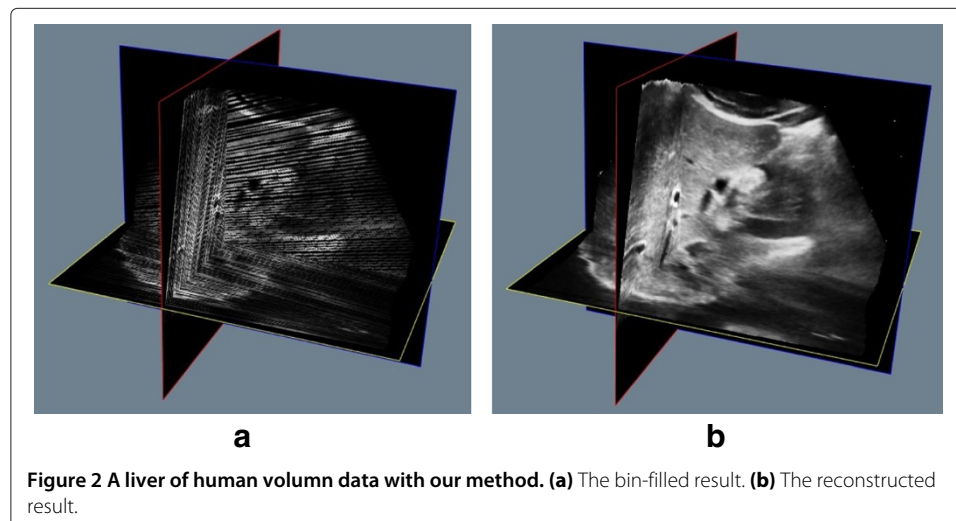 a b
Figure 2 A liver of human volumn data with our method. (a) The bin-filled result. (b) The reconstructed
result.